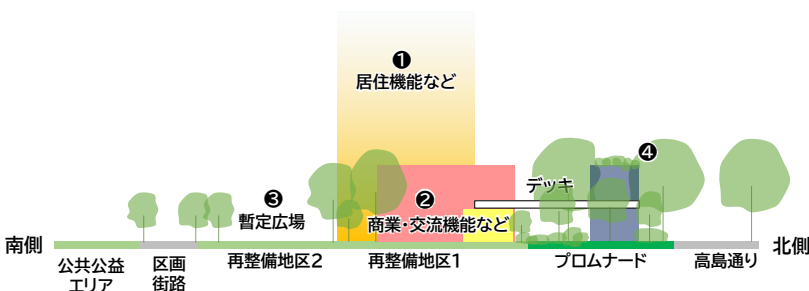 ❶
居住機能など
❹
デッキ
❸
暫定広場
❷
商業・交流機能など
南側
北側
公共公益
エリア
区画
街路
再整備地区2
再整備地区1
プロムナード
高島通り